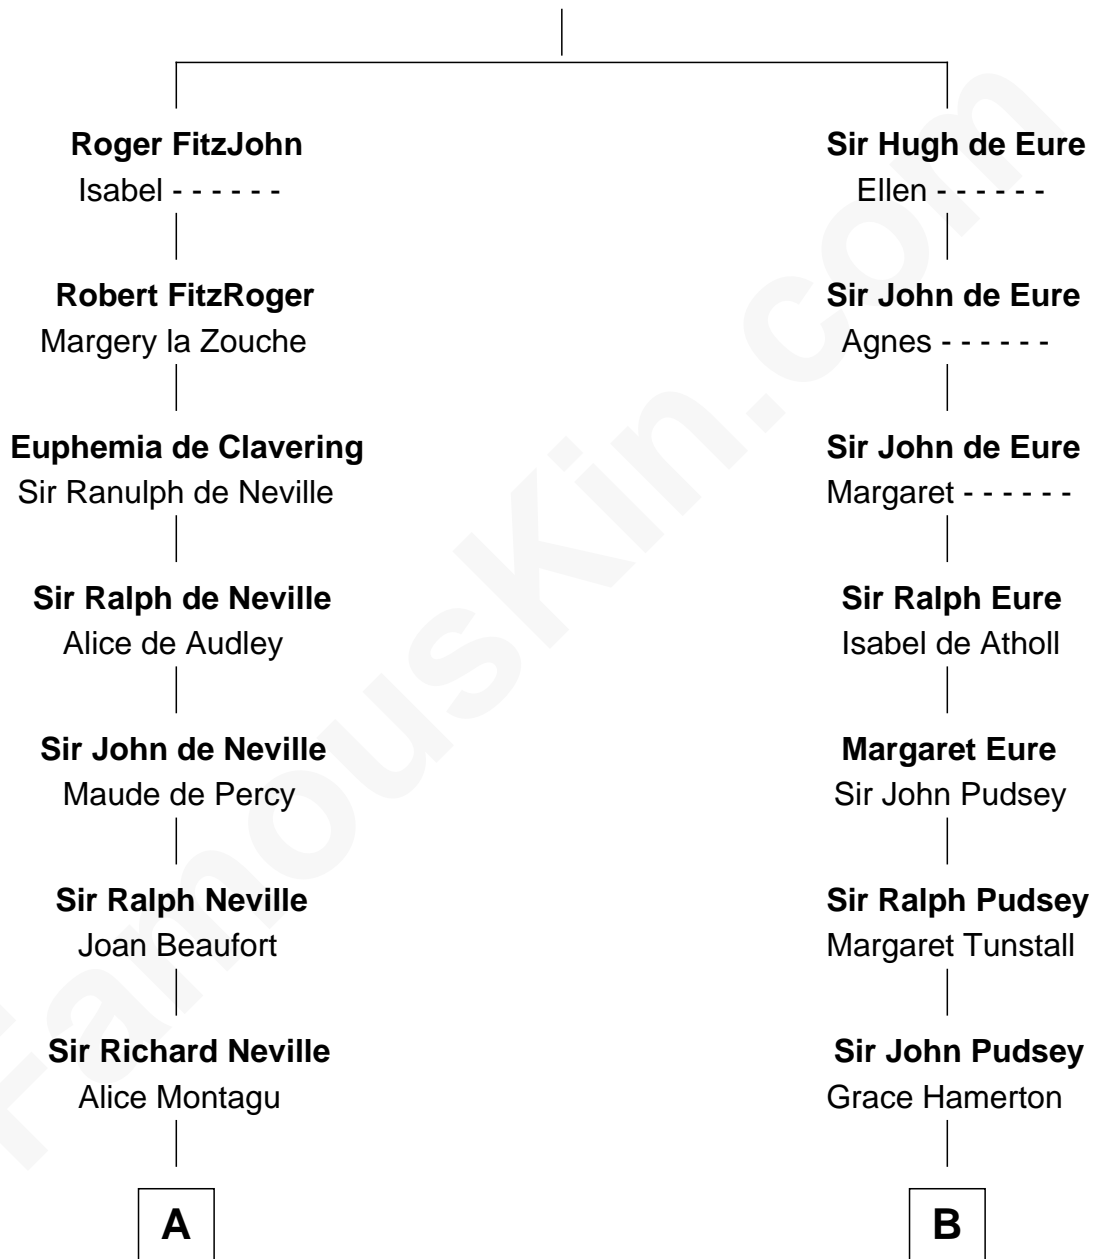 Roger FitzJohn
Isabel - - - - - -
Robert FitzRoger
Margery la Zouche
Euphemia de Clavering
Sir Ranulph de Neville
Sir Ralph de Neville
Alice de Audley
Sir John de Neville
Maude de Percy
Sir Ralph Neville
Joan Beaufort
Sir Richard Neville
Alice Montagu
A
Sir Hugh de Eure
Ellen - - - - - -
Sir John de Eure
Agnes - - - - - -
Sir John de Eure
Margaret - - - - - -
Sir Ralph Eure
Isabel de Atholl
Margaret Eure
Sir John Pudsey
Sir Ralph Pudsey
Margaret Tunstall
Sir John Pudsey
Grace Hamerton
B
FamousKin.com